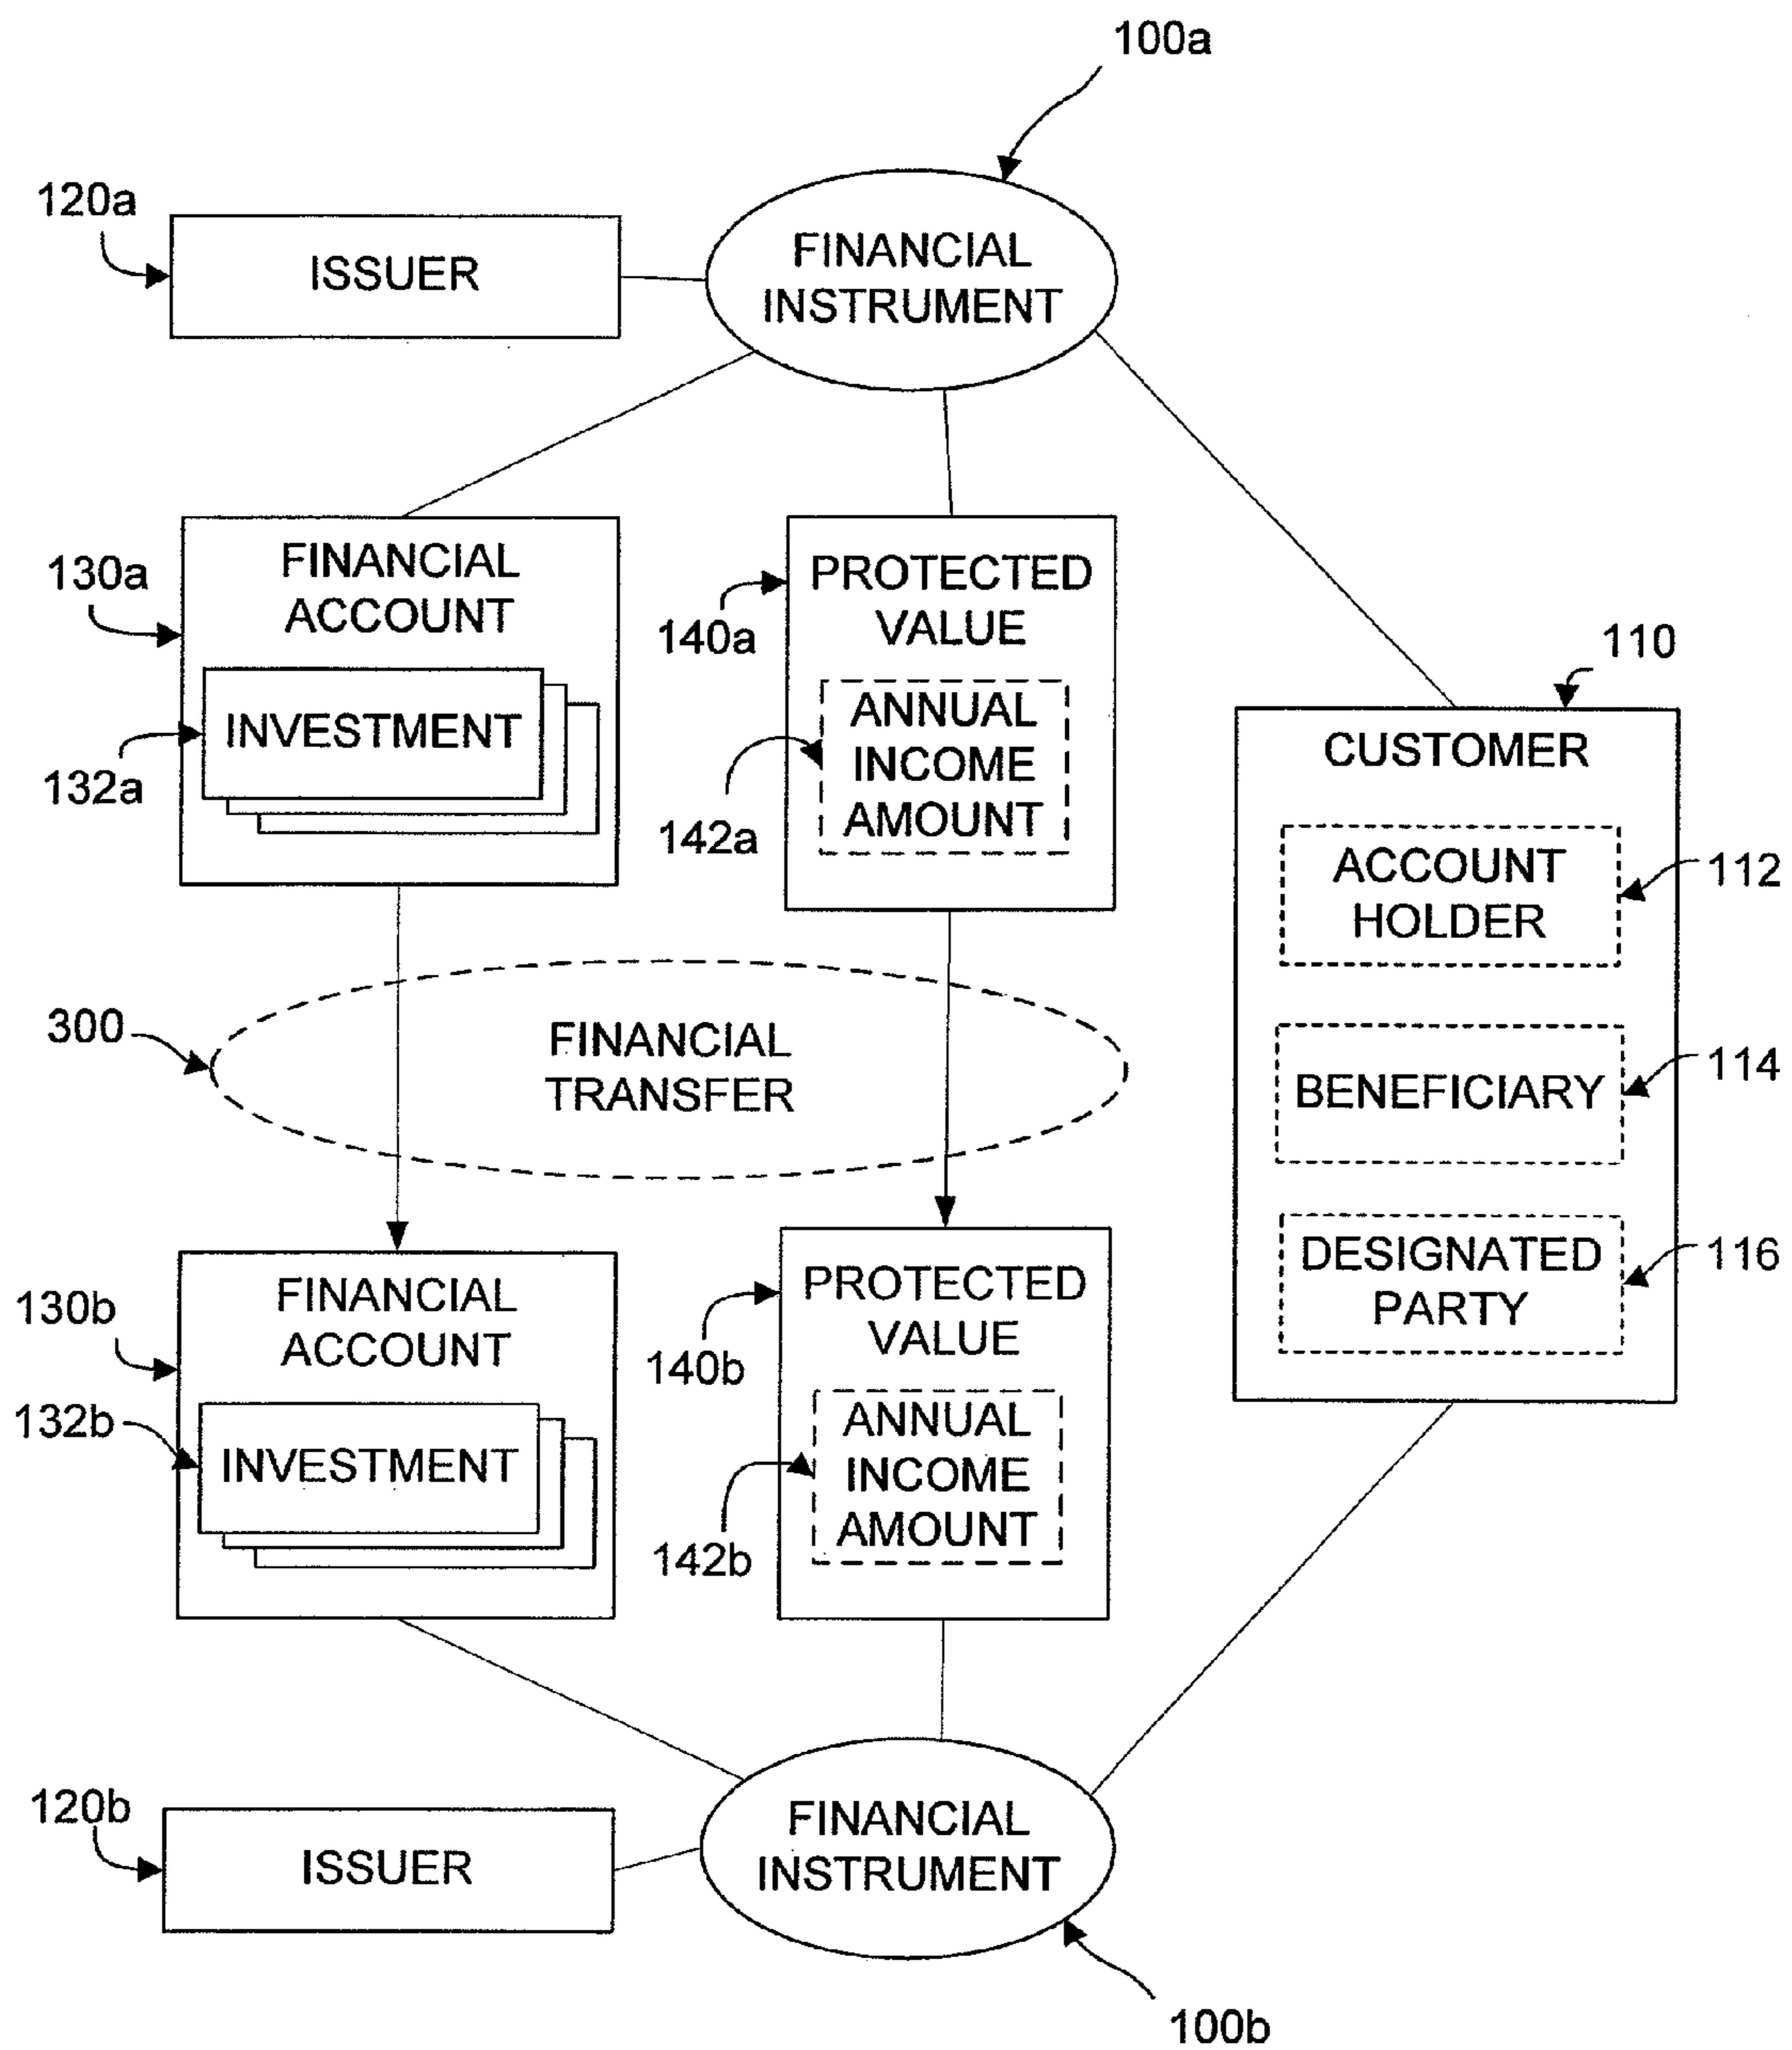 100a
120a
ISSUER
FINANCIAL
INSTRUMENT
130a
FINANCIAL
ACCOUNT
INVESTMENT
132a
140a
PROTECTED
VALUE
ANNUAL
INCOME
AMOUNT
142a
110
CUSTOMER
ACCOUNT
HOLDER
112
BENEFICIARY
114
DESIGNATED
PARTY
116
300
FINANCIAL
TRANSFER
130b
FINANCIAL
ACCOUNT
132b
INVESTMENT
140b
PROTECTED
VALUE
ANNUAL
INCOME
AMOUNT
142b
120b
ISSUER
FINANCIAL
INSTRUMENT
100b